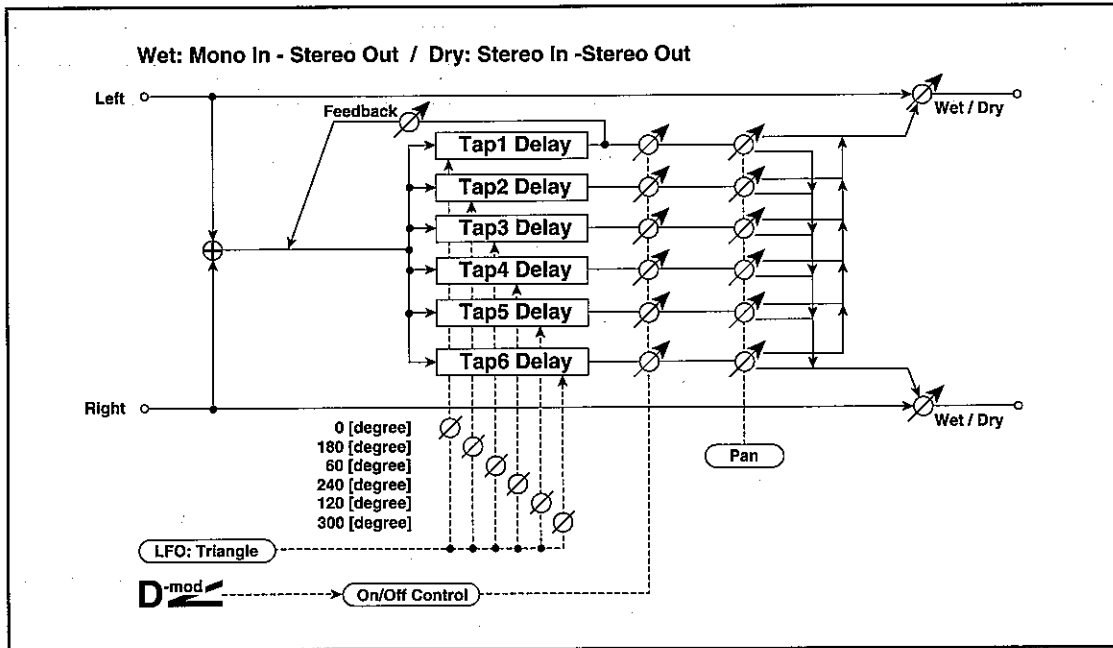 Wet: Mono In - Stereo Out / Dry: Stereo In -Stereo Out
Left
Feedback
Wet / Dry
Tap1 Delay
Tap2 Delay
Tap3 Delay
Tap4 Delay
Tap5 Delay
Tap6 Delay
Right
Wet / Dry
0 [degree]
180 [degree]
60 [degree]
240 [degree]
120 [degree]
300 [degree]
Pan
LFO: Triangle
D-mod
On/Off Control